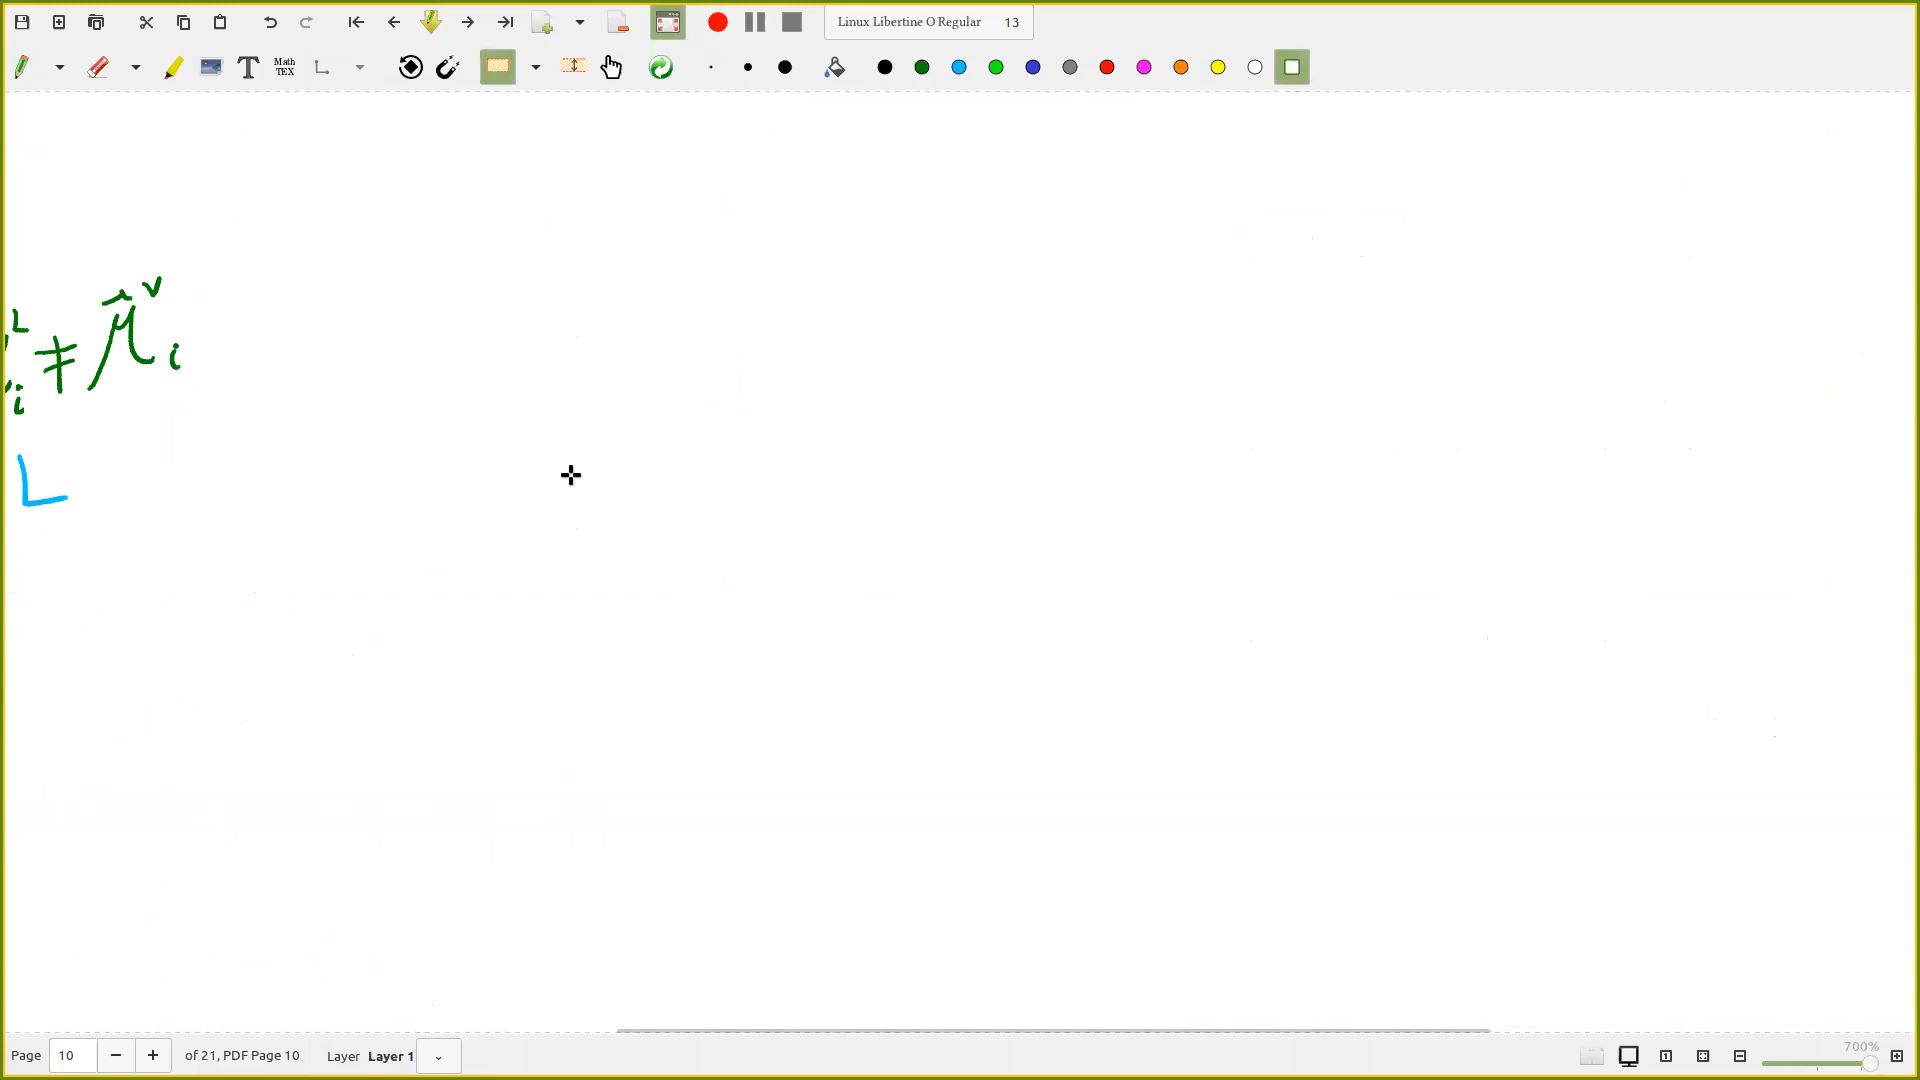 Linux Libertine O Regular 13
Math TEX
L
i ≠ μ̂ᵛ i
L
Page 10 of 21, PDF Page 10 Layer Layer 1
700%